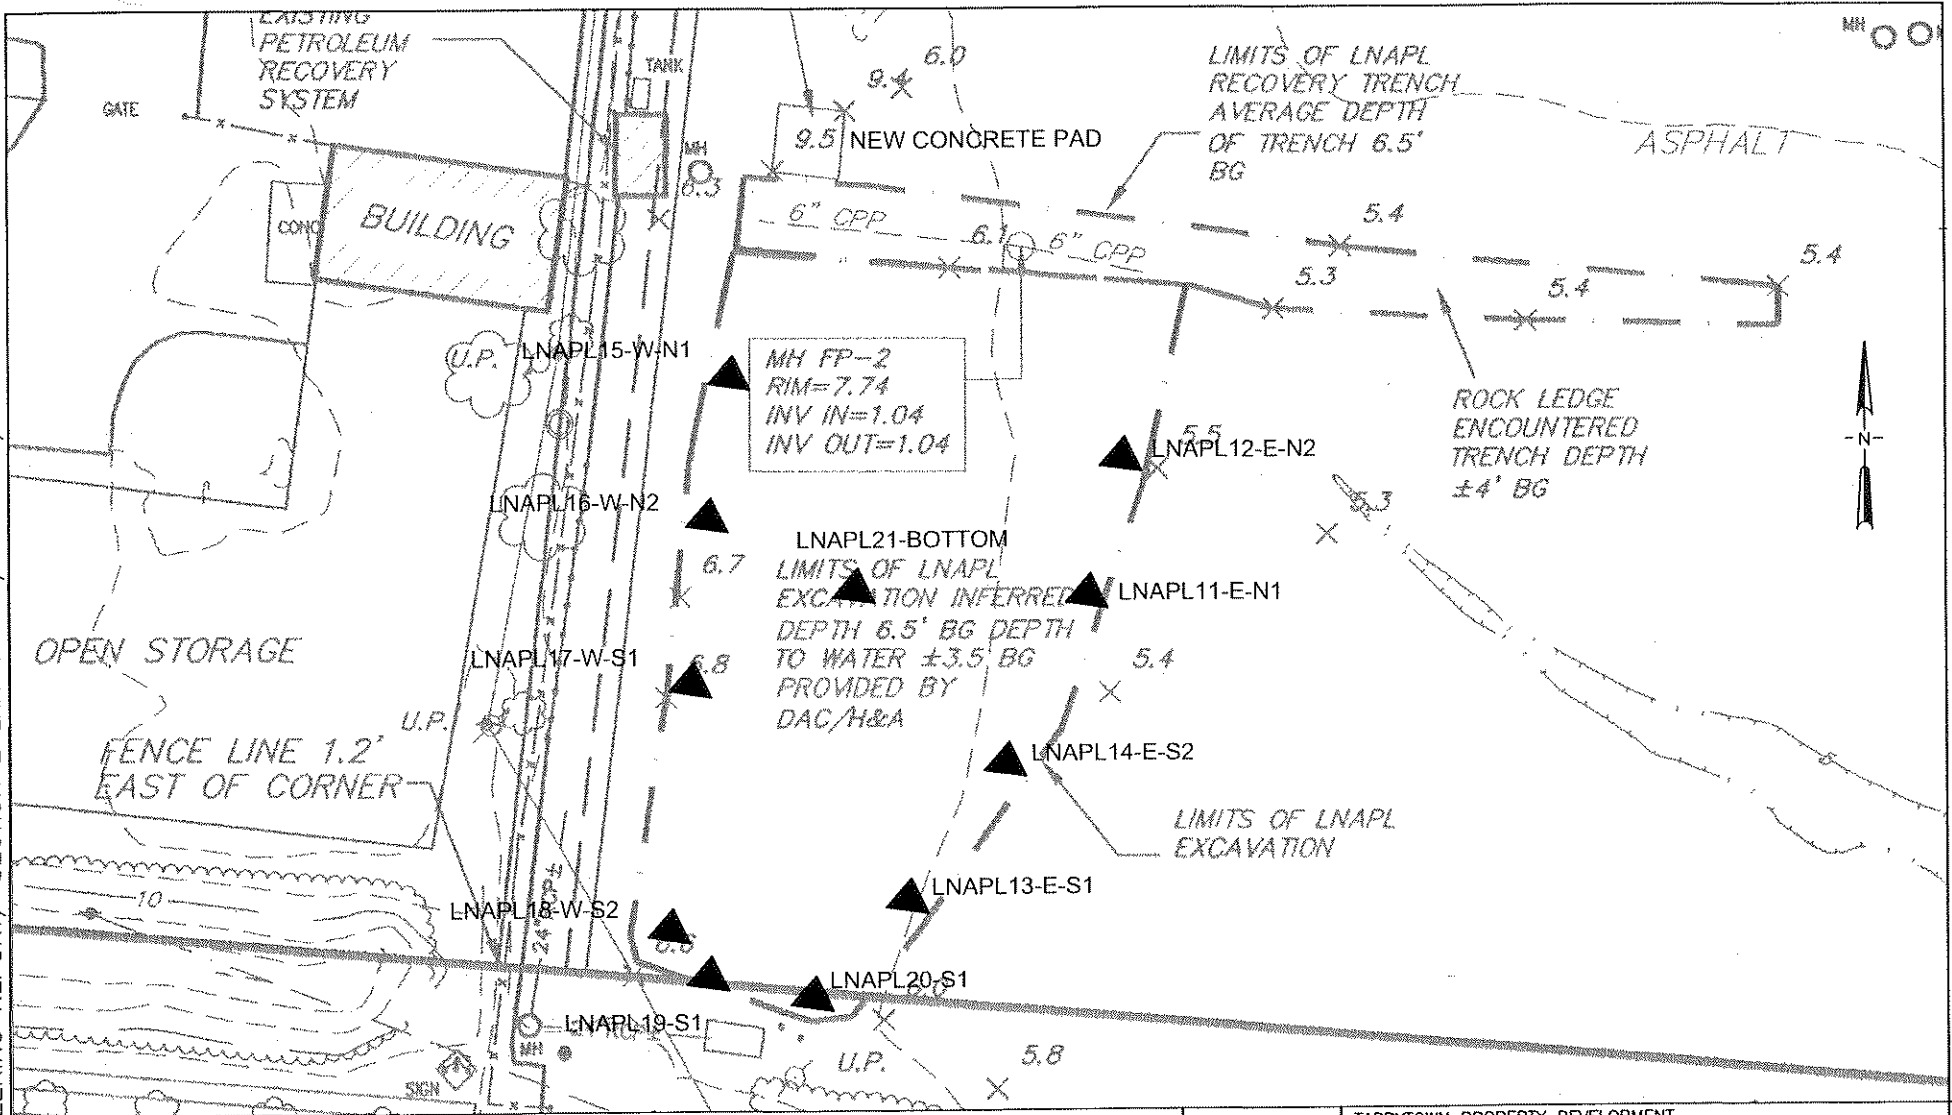 EXISTING
PETROLEUM
RECOVERY
SYSTEM
TANK
GATE
MH
6.3
9.4
6.0
9.5
NEW CONCRETE PAD
LIMITS OF LNAPL
RECOVERY TRENCH
AVERAGE DEPTH
OF TRENCH 6.5'
BG
MH
ASPHALT
BUILDING
CONC
6" CPP
6.1
6" CPP
5.4
5.3
5.4
5.4
U.P.
LNAPL15-W-N1
MH FP-2
RIM=7.74
INV IN=1.04
INV OUT=1.04
5.5
LNAPL12-E-N2
ROCK LEDGE
ENCOUNTERED
TRENCH DEPTH
±4' BG
-N-
5.3
LNAPL16-W-N2
6.7
LNAPL21-BOTTOM
LIMITS OF LNAPL
EXCAVATION INFERRED
DEPTH 6.5' BG DEPTH
TO WATER ±3.5 BG
PROVIDED BY
DAC/H&A
LNAPL11-E-N1
OPEN STORAGE
LNAPL17-W-S1
6.8
5.4
U.P.
FENCE LINE 1.2'
EAST OF CORNER
LNAPL14-E-S2
LIMITS OF LNAPL
EXCAVATION
10
LNAPL18-W-S2
24" CP±
LNAPL13-E-S1
LNAPL20-S1
LNAPL19-S1
MH
SIGN
U.P.
5.8
TARRYTOWN PROPERTY DEVELOPMENT